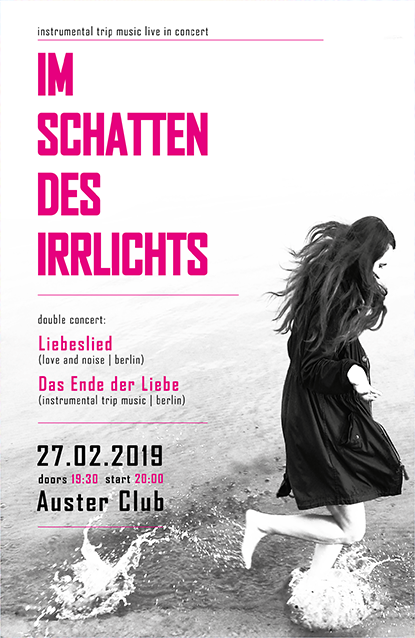 instrumental trip music live in concert
IM
SCHATTEN
DES
IRRLICHTS
double concert:
Liebeslied
(love and noise | berlin)
Das Ende der Liebe
(instrumental trip music | berlin)
27.02.2019
doors 19:30 start 20:00
Auster Club